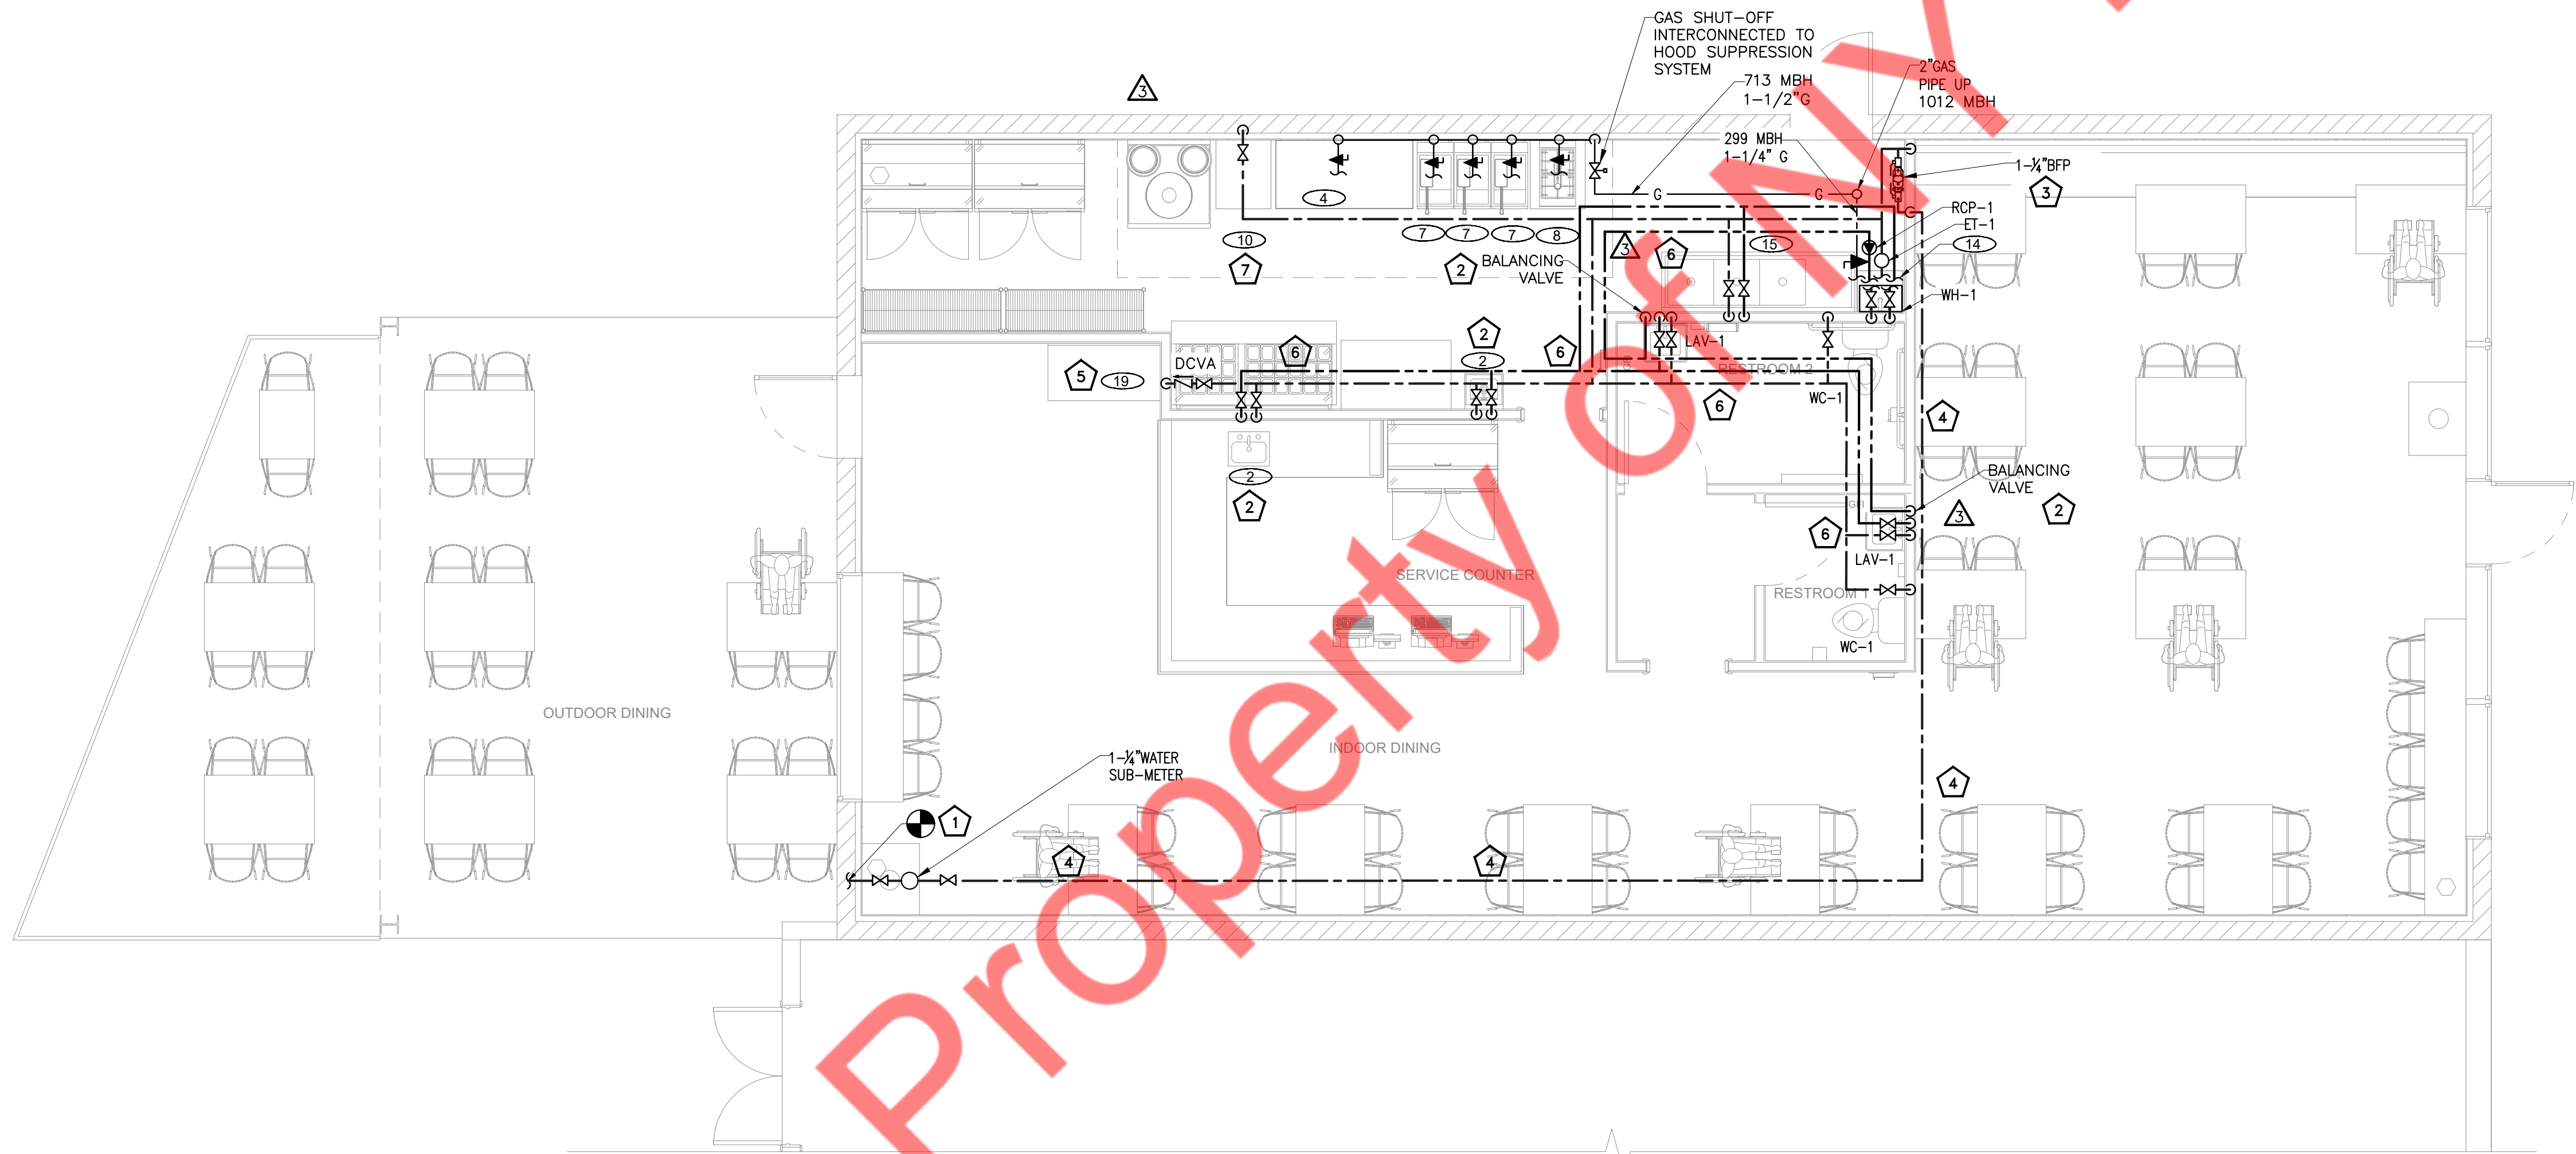 GAS SHUT-OFF
INTERCONNECTED TO
HOOD SUPPRESSION
SYSTEM
713 MBH
1-1/2"G
2"GAS
PIPE UP
1012 MBH
3
299 MBH
1-1/4" G
1-¼"BFP
3
G
G
4
RCP-1
ET-1
14
10
7
7
7
8
15
7
2
3
6
BALANCING
VALVE
WH-1
LAV-1
DCVA
6
2
2
6
5
19
RESTROOM 2
WC-1
6
4
BALANCING
VALVE
2
2
GFI
3
2
6
LAV-1
SERVICE COUNTER
RESTROOM 1
WC-1
OUTDOOR DINING
INDOOR DINING
1-¼"WATER
SUB-METER
4
1
4
4
Property of NY